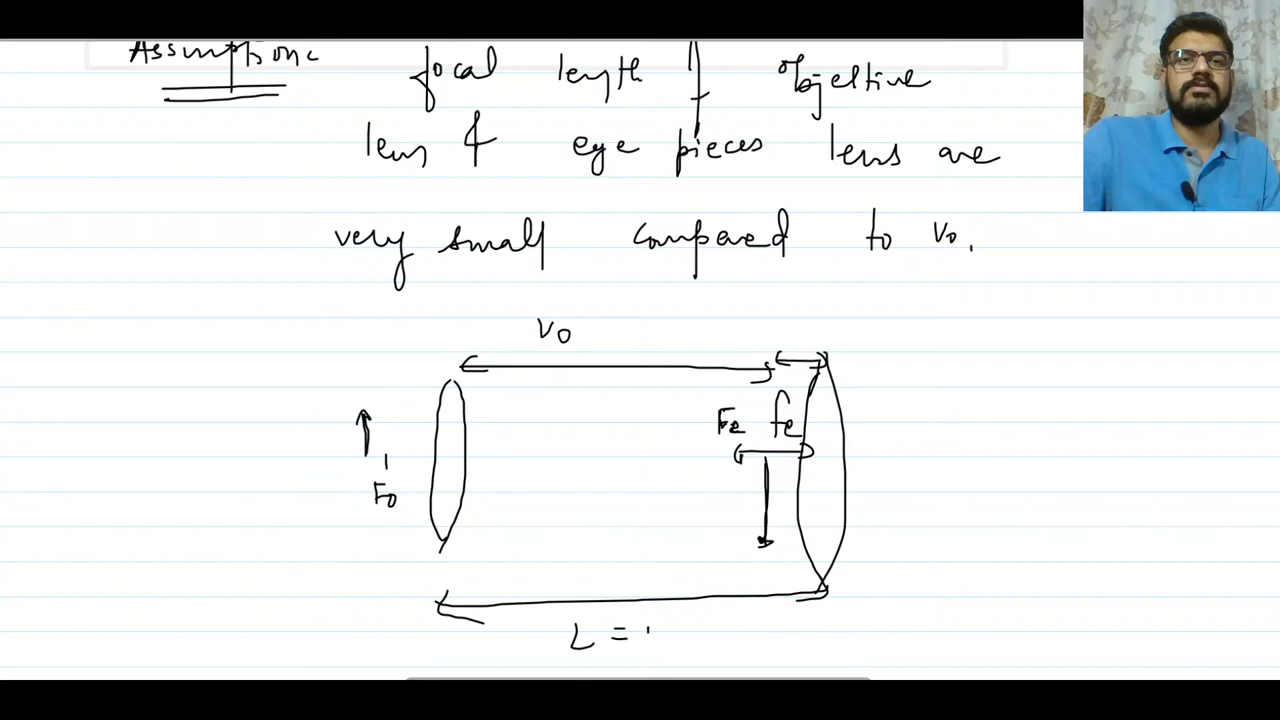 Assumptions focal length of objective
lens & eye pieces lens are
very small compared to v₀.
v₀
Fe fe
F₀
L =